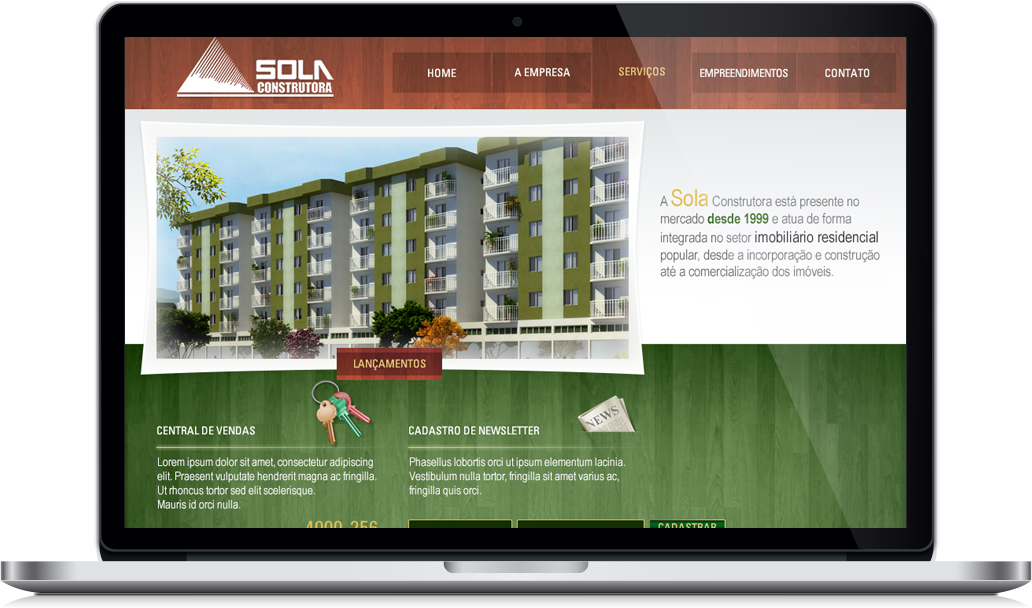 SOLA
CONSTRUTORA
HOME
A EMPRESA
SERVIÇOS
EMPREENDIMENTOS
CONTATO
A Sola Construtora está presente no
mercado desde 1999 e atua de forma
integrada no setor imobiliário residencial
popular, desde a incorporação e construção
até a comercialização dos imóveis.
LANÇAMENTOS
CENTRAL DE VENDAS
Lorem ipsum dolor sit amet, consectetur adipiscing
elit. Praesent vulputate hendrerit magna ac fringilla.
Ut rhoncus tortor sed elit scelerisque.
Mauris id orci nulla.
4000-256
NEWS
CADASTRO DE NEWSLETTER
Phasellus lobortis orci ut ipsum elementum lacinia.
Vestibulum nulla tortor, fringilla sit amet varius ac,
fringilla quis orci.
CADASTRAR